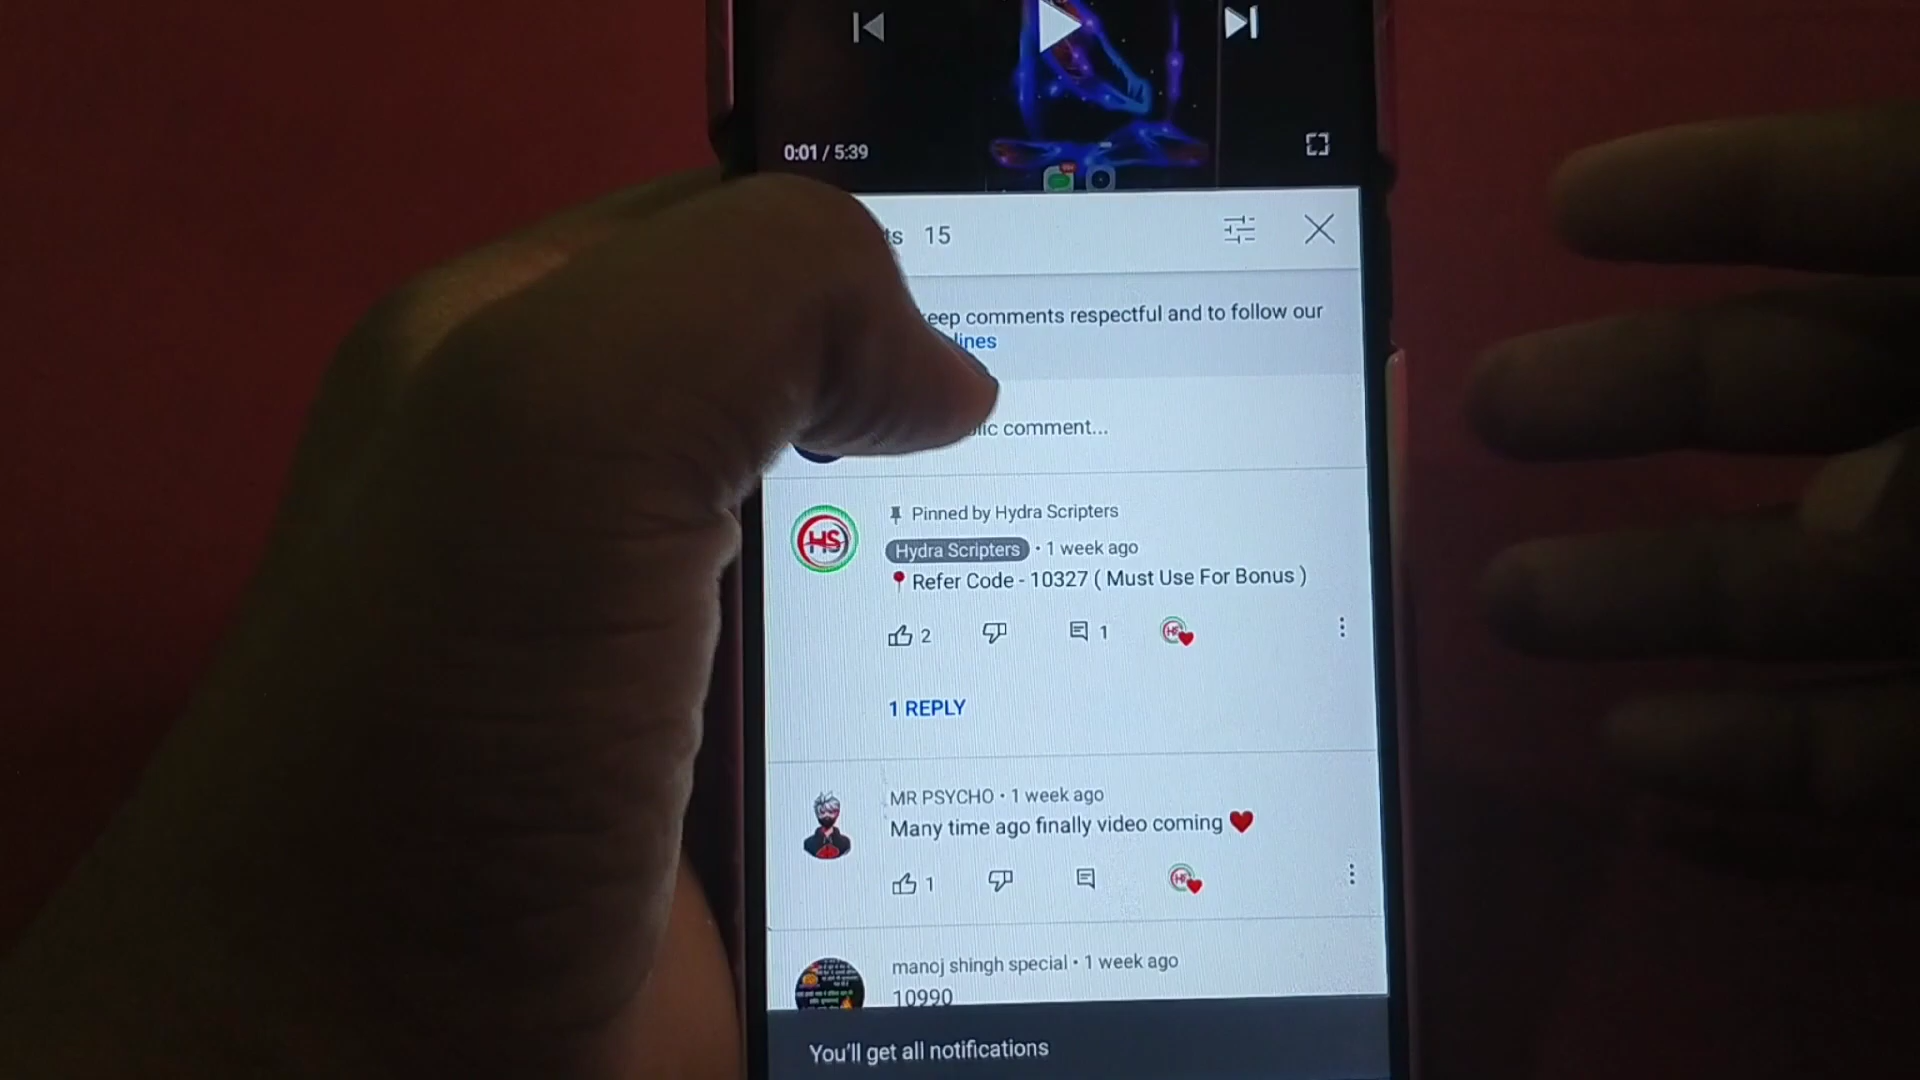 0:01 / 5:39
ts 15
eep comments respectful and to follow our
lines
lic comment...
Pinned by Hydra Scripters
HS
Hydra Scripters • 1 week ago
📍 Refer Code - 10327 ( Must Use For Bonus )
2
1
1 REPLY
MR PSYCHO • 1 week ago
Many time ago finally video coming ❤️
1
manoj shingh special • 1 week ago
10990
You'll get all notifications